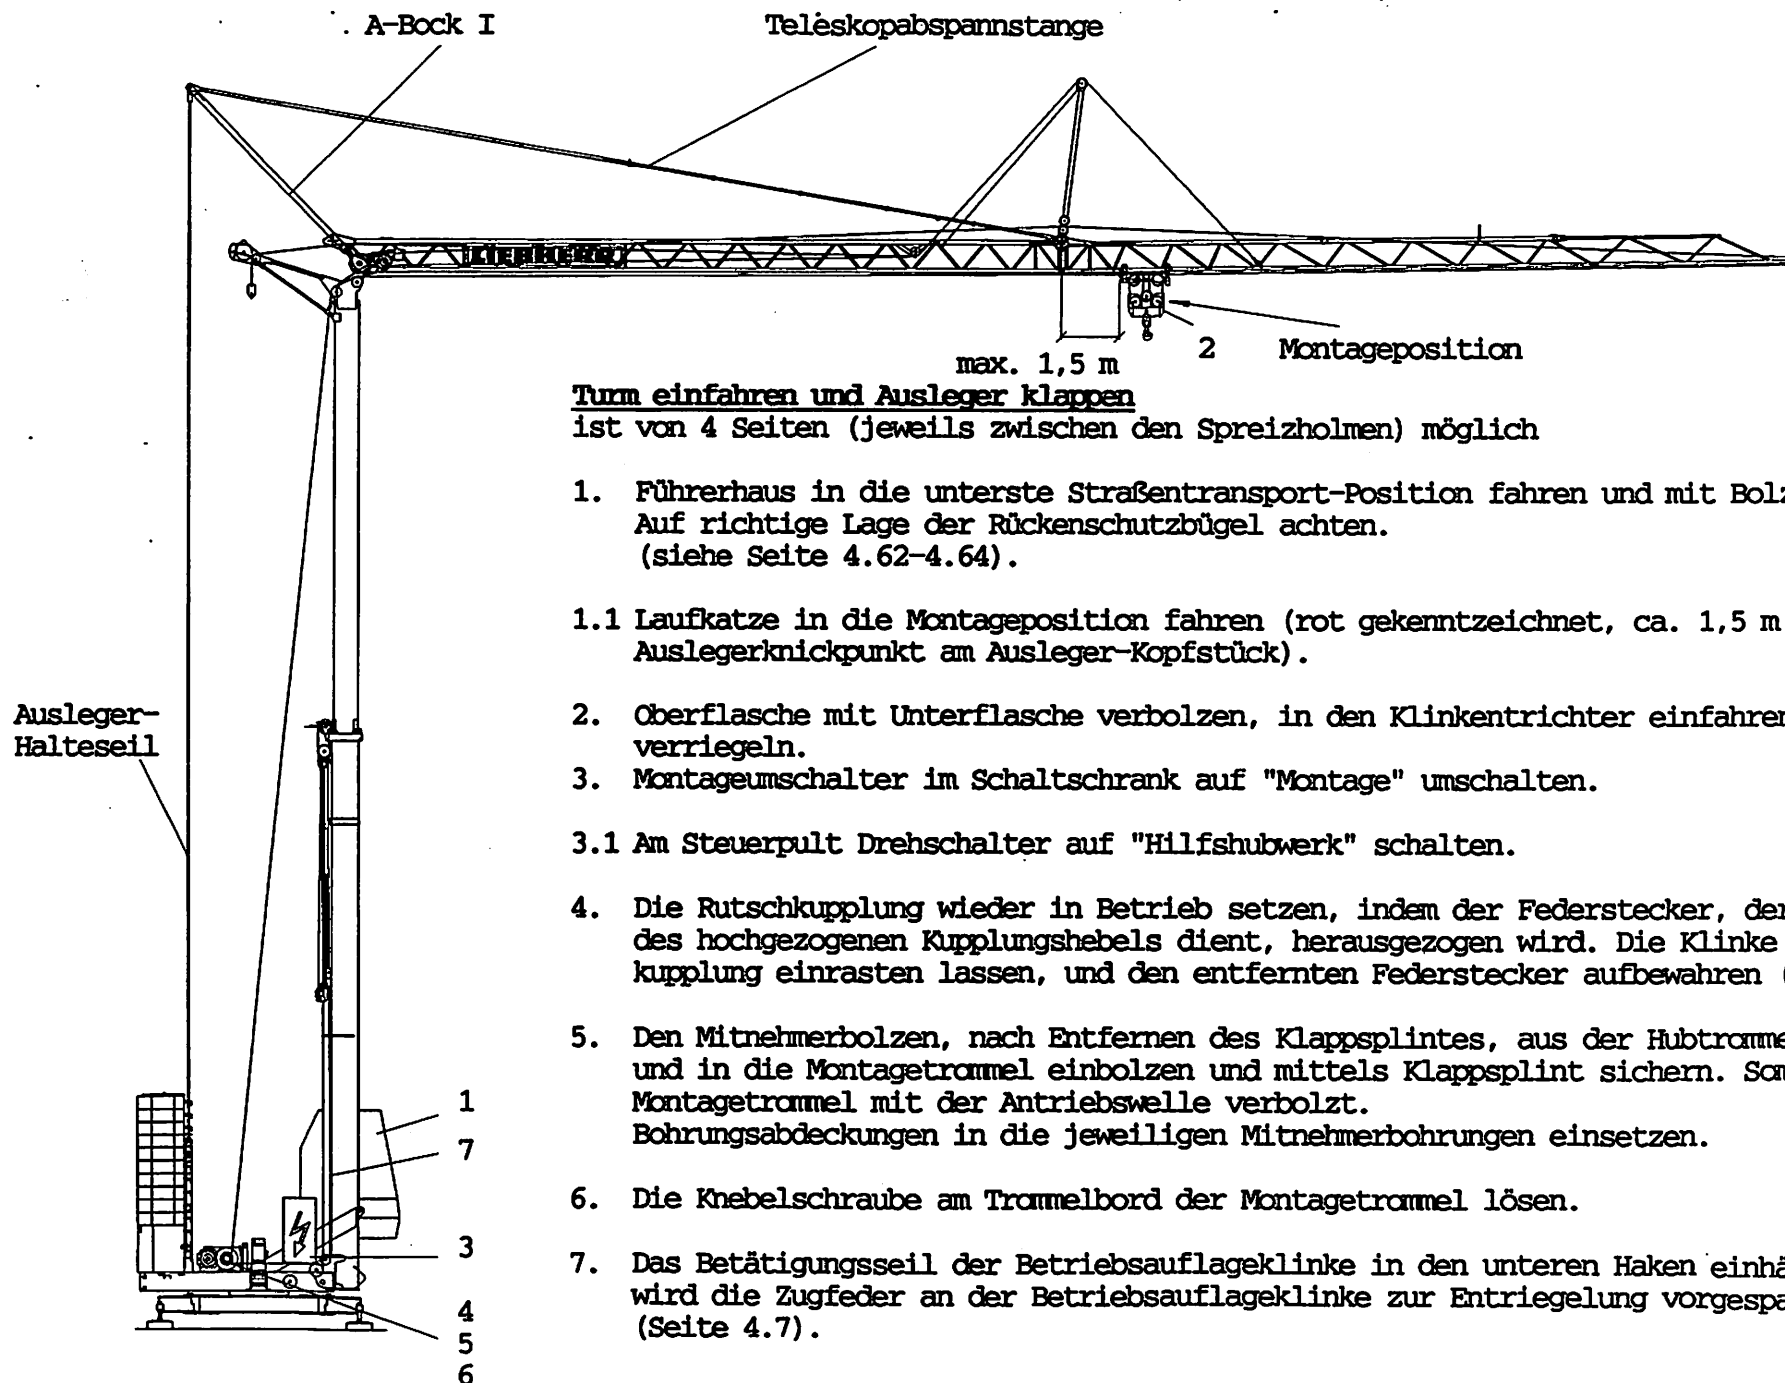 A-Bock I
Teleskopabspannstange
LIEBHERR
max. 1,5 m
2
Montageposition
Turm einfahren und Ausleger klappen
ist von 4 Seiten (jeweils zwischen den Spreizholmen) möglich
1. Führerhaus in die unterste Straßentransport-Position fahren und mit Bolz
Auf richtige Lage der Rückenschutzbügel achten.
(siehe Seite 4.62-4.64).
1.1 Laufkatze in die Montageposition fahren (rot gekenntzeichnet, ca. 1,5 m
Auslegerknickpunkt am Ausleger-Kopfstück).
Ausleger-
Halteseil
2. Oberflasche mit Unterflasche verbolzen, in den Klinkentrichter einfahren
verriegeln.
3. Montageumschalter im Schaltschrank auf "Montage" umschalten.
3.1 Am Steuerpult Drehschalter auf "Hilfshubwerk" schalten.
4. Die Rutschkupplung wieder in Betrieb setzen, indem der Federstecker, der
des hochgezogenen Kupplungshebels dient, herausgezogen wird. Die Klinke
kupplung einrasten lassen, und den entfernten Federstecker aufbewahren (
5. Den Mitnehmerbolzen, nach Entfernen des Klappsplintes, aus der Hubtromme
und in die Montagetrommel einbolzen und mittels Klappsplint sichern. Som
Montagetrommel mit der Antriebswelle verbolzt.
Bohrungsabdeckungen in die jeweiligen Mitnehmerbohrungen einsetzen.
6. Die Knebelschraube am Trommelbord der Montagetrommel lösen.
7. Das Betätigungsseil der Betriebsauflageklinke in den unteren Haken einhä
wird die Zugfeder an der Betriebsauflageklinke zur Entriegelung vorgespa
(Seite 4.7).
1
7
3
4
5
6